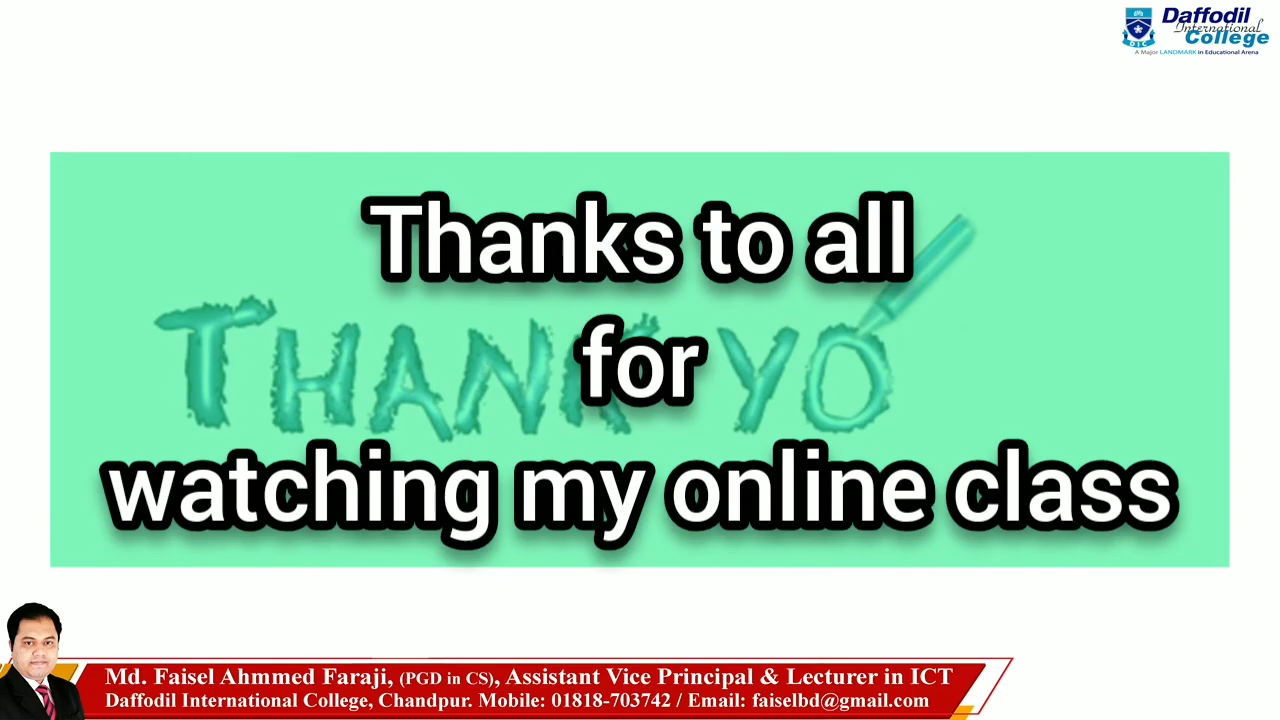 Daffodil
International
College
DIC
A Major LANDMARK in Educational Arena
Thanks to all
THANK YO
for
watching my online class
Md. Faisel Ahmmed Faraji, (PGD in CS), Assistant Vice Principal & Lecturer in ICT
Daffodil International College, Chandpur. Mobile: 01818-703742 / Email: faiselbd@gmail.com